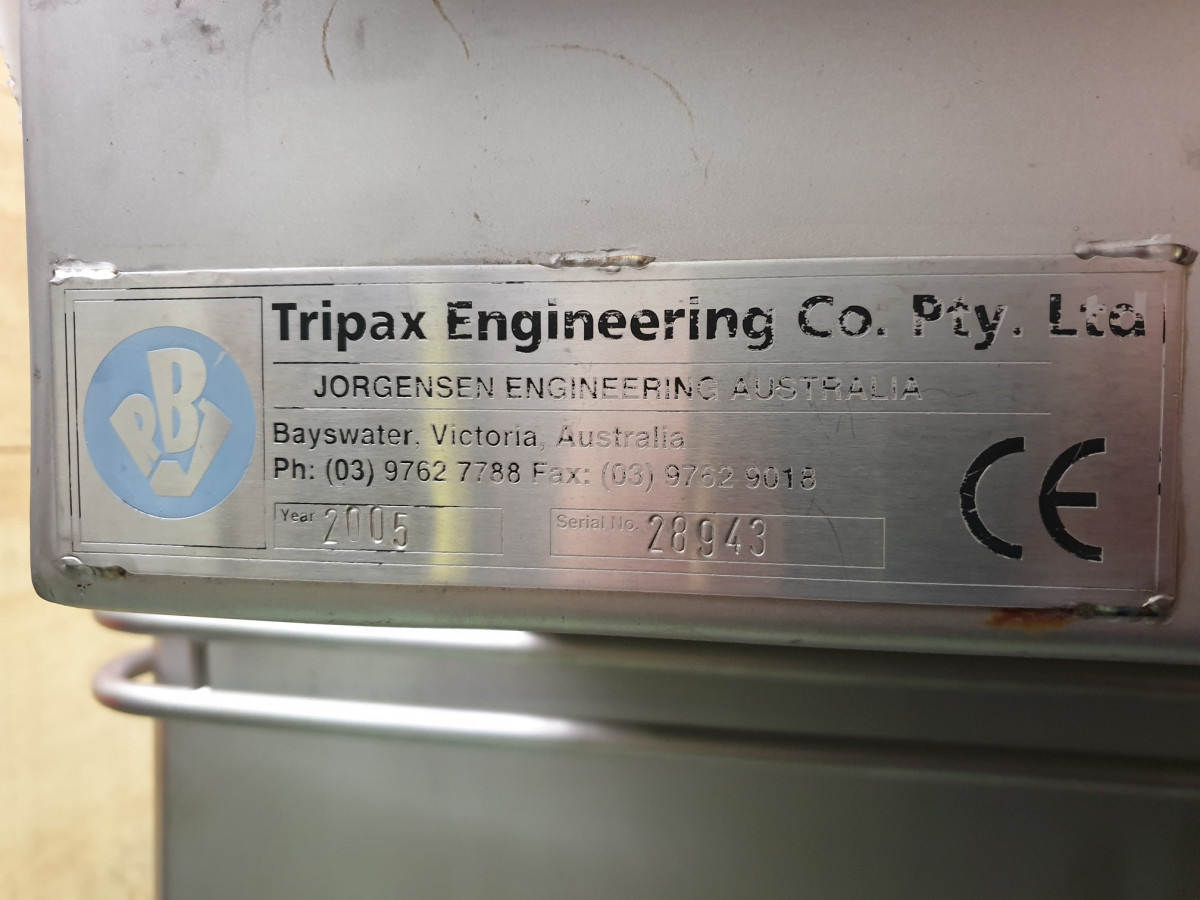 Tripax Engineering Co. Pty. Ltd
JORGENSEN ENGINEERING AUSTRALIA
Bayswater, Victoria, Australia
Ph: (03) 9762 7788 Fax: (03) 9762 9018
Year 2005 Serial No. 28943
CE
RBJ